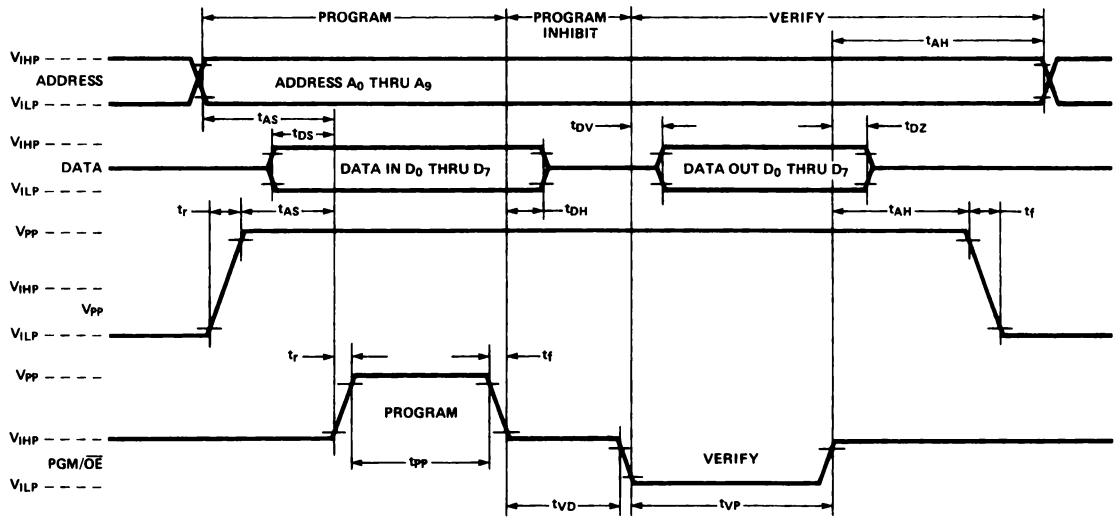 PROGRAM
PROGRAM INHIBIT
VERIFY
tAH
VIHP
ADDRESS
ADDRESS A0 THRU A9
VILP
tAS
tDS
tDV
tDZ
VIHP
DATA
DATA IN D0 THRU D7
DATA OUT D0 THRU D7
VILP
tr
tAS
tDH
tAH
tf
VPP
VIHP
VPP
VILP
tr
tf
VPP
PROGRAM
VIHP
tPP
VERIFY
PGM/OE
VILP
tVD
tVP